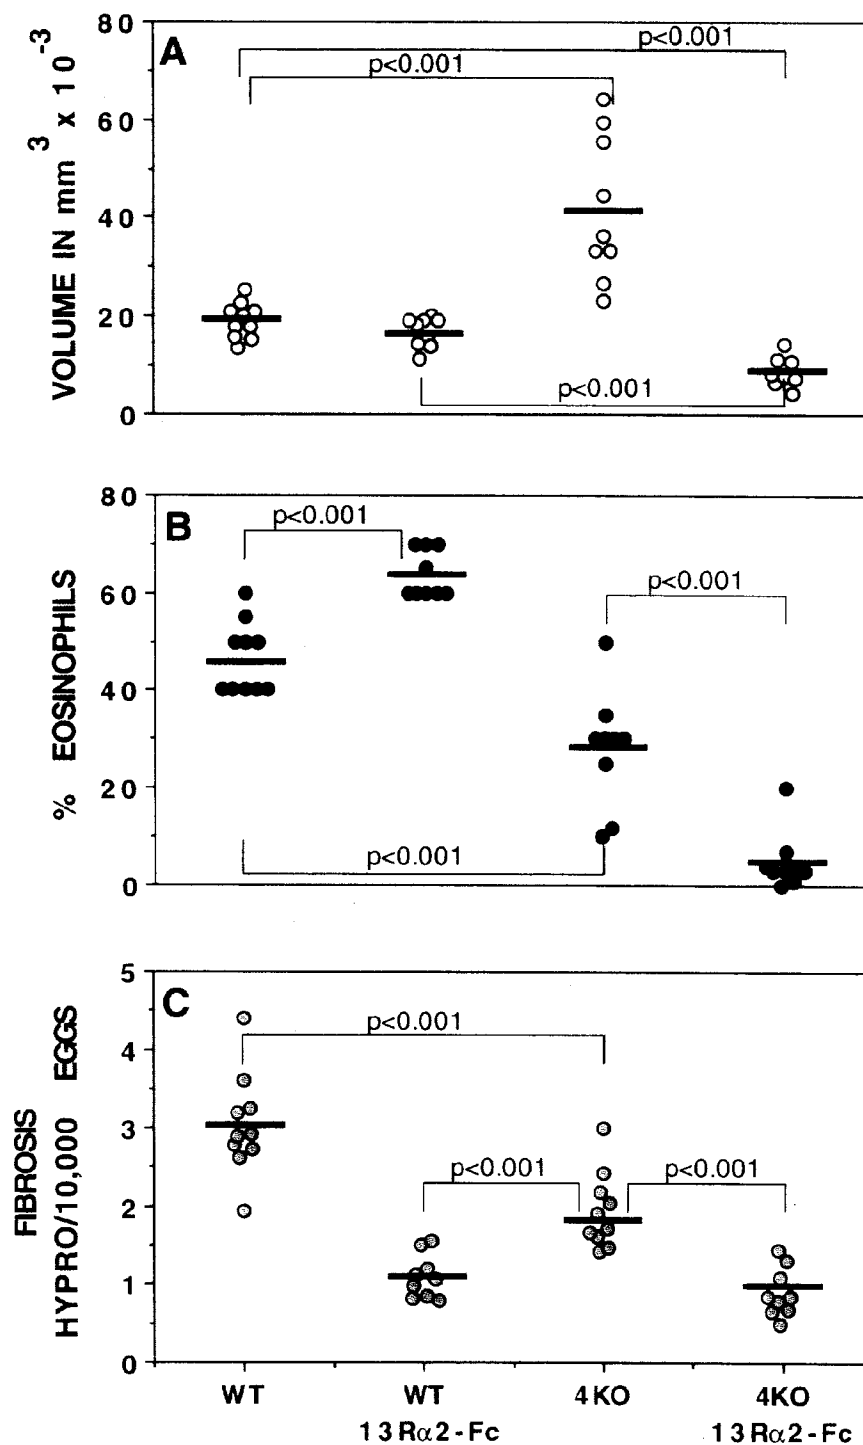 A
VOLUME IN mm3 x 10-3
80
60
40
20
0
p<0.001
p<0.001
p<0.001
B
% EOSINOPHILS
80
60
40
20
0
p<0.001
p<0.001
p<0.001
C
FIBROSIS
HYPRO/10,000 EGGS
5
4
3
2
1
0
p<0.001
p<0.001
p<0.001
WT
WT
13Rα2-Fc
4KO
4KO
13Rα2-Fc